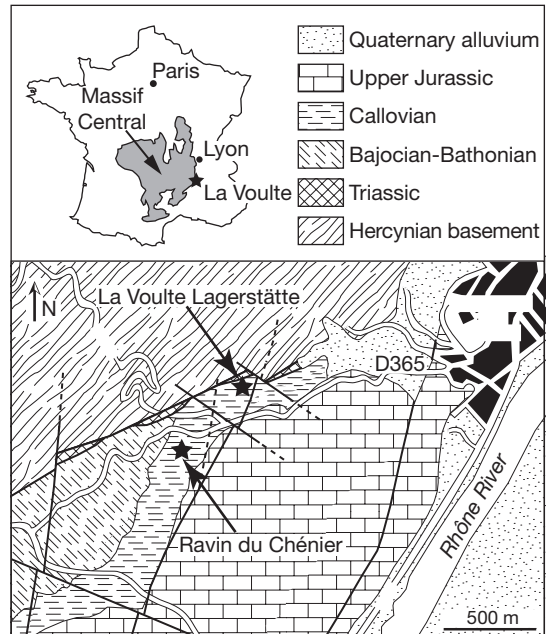 Paris
Massif
Central
Lyon
La Voulte
Quaternary alluvium
Upper Jurassic
Callovian
Bajocian-Bathonian
Triassic
Hercynian basement
N
La Voulte Lagerstätte
D365
Ravin du Chénier
Rhône River
500 m